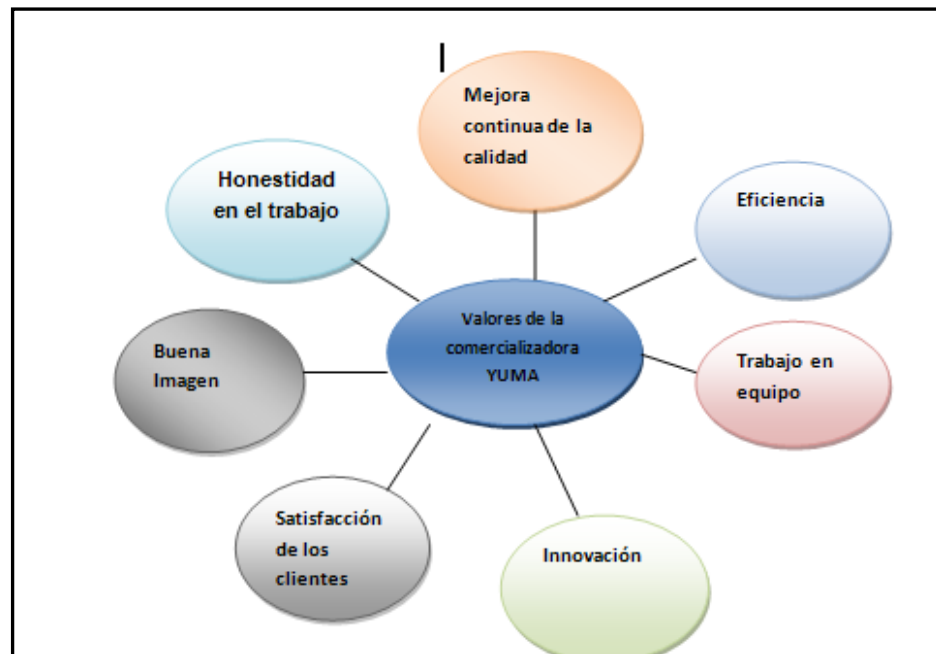 Mejora
continua de la
calidad
Honestidad
en el trabajo
Eficiencia
Valores de la
comercializadora
YUMA
Buena
Imagen
Trabajo en
equipo
Satisfacción
de los
clientes
Innovación